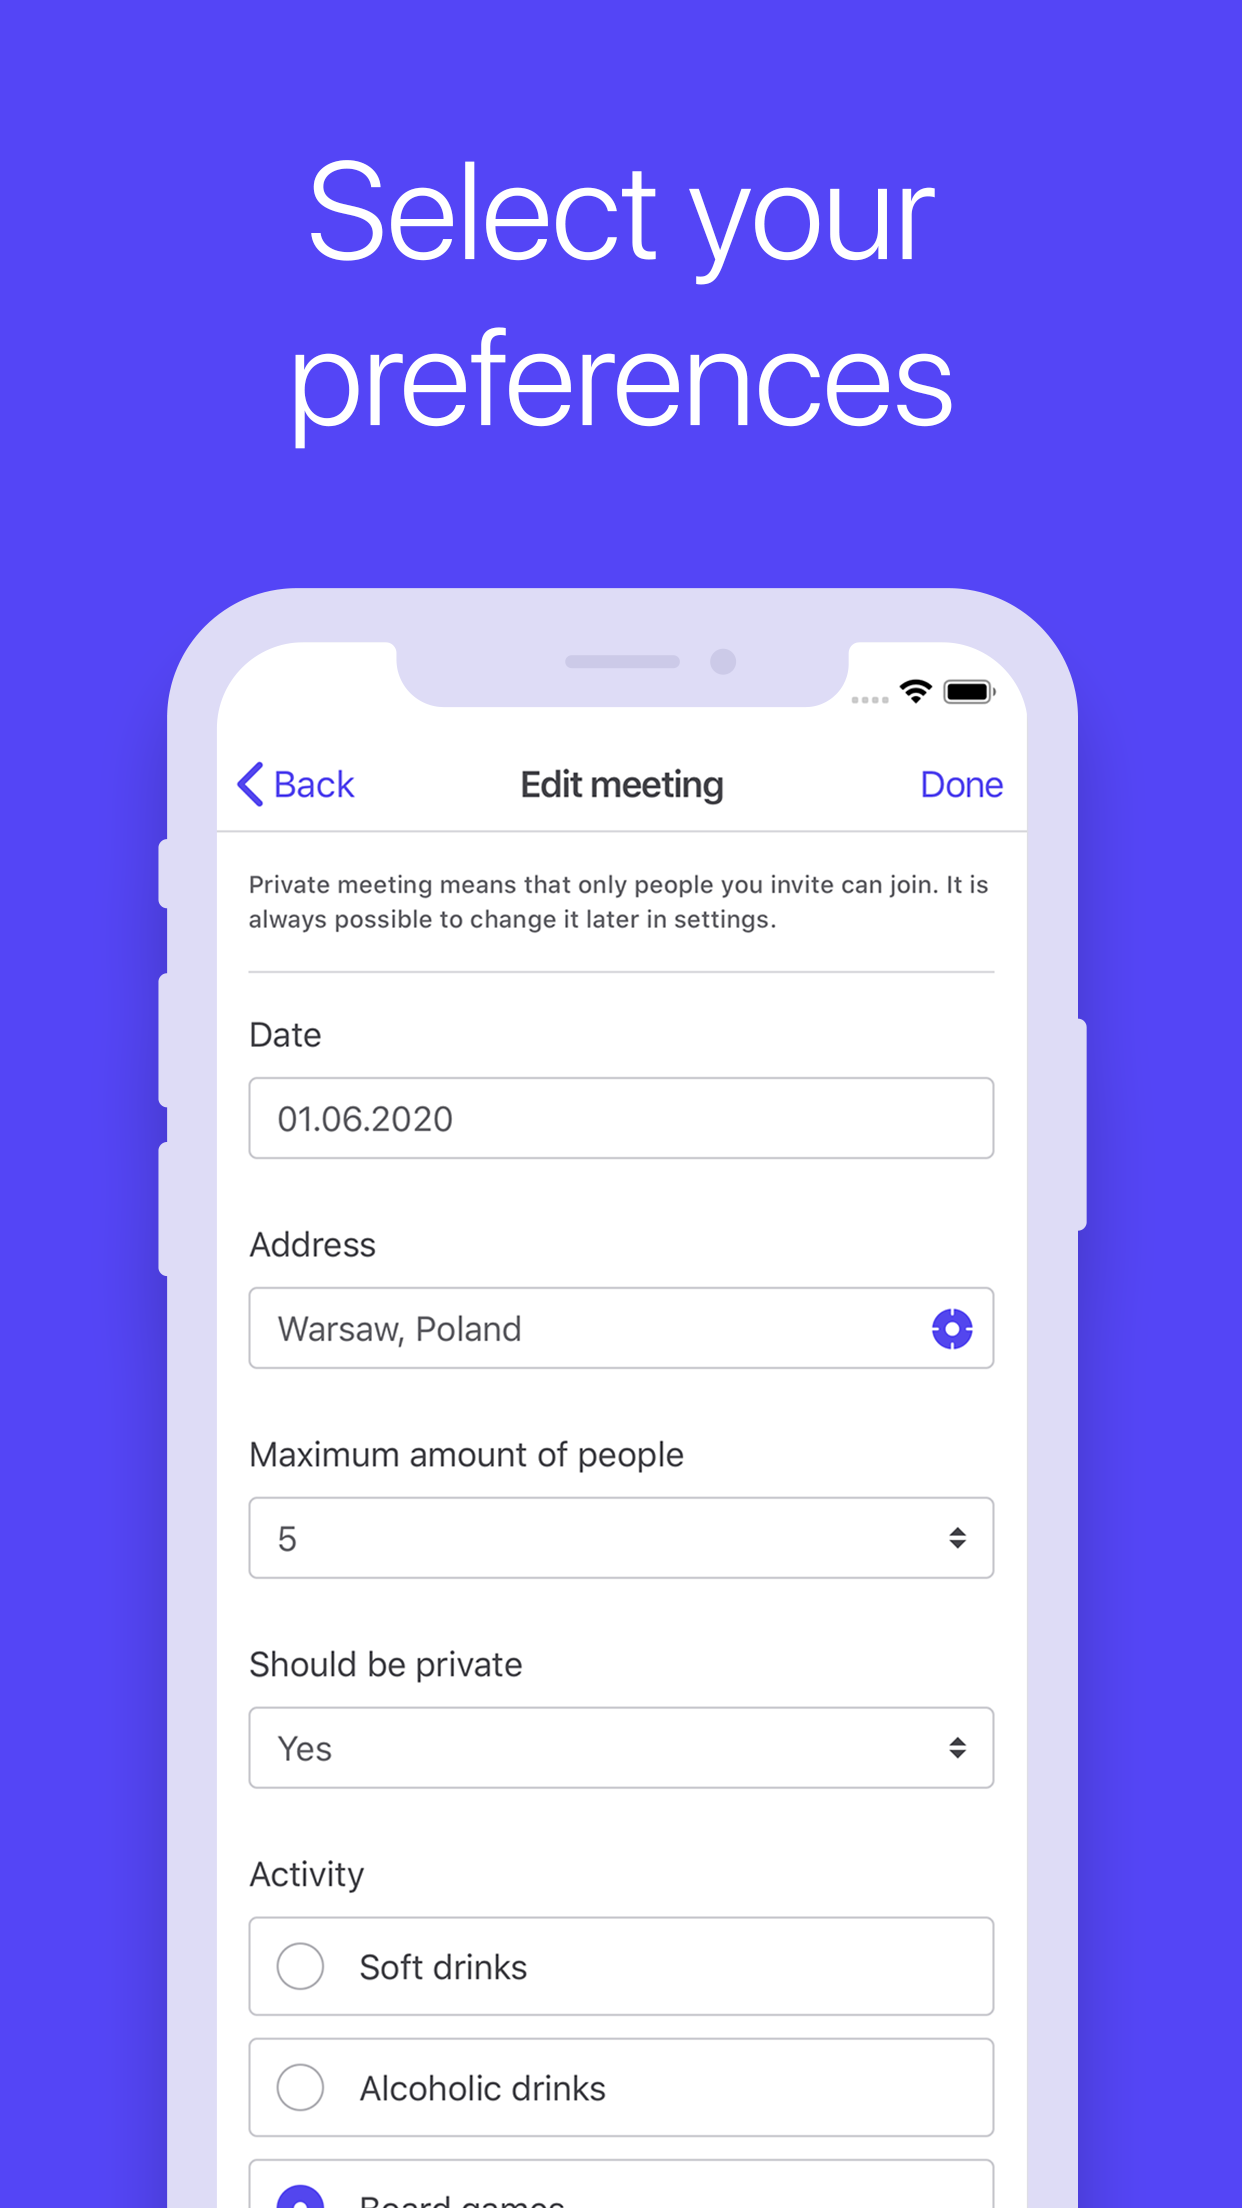 Select your
preferences
Back
Edit meeting
Done
Private meeting means that only people you invite can join. It is
always possible to change it later in settings.
Date
01.06.2020
Address
Warsaw, Poland
Maximum amount of people
5
Should be private
Yes
Activity
Soft drinks
Alcoholic drinks
Board games